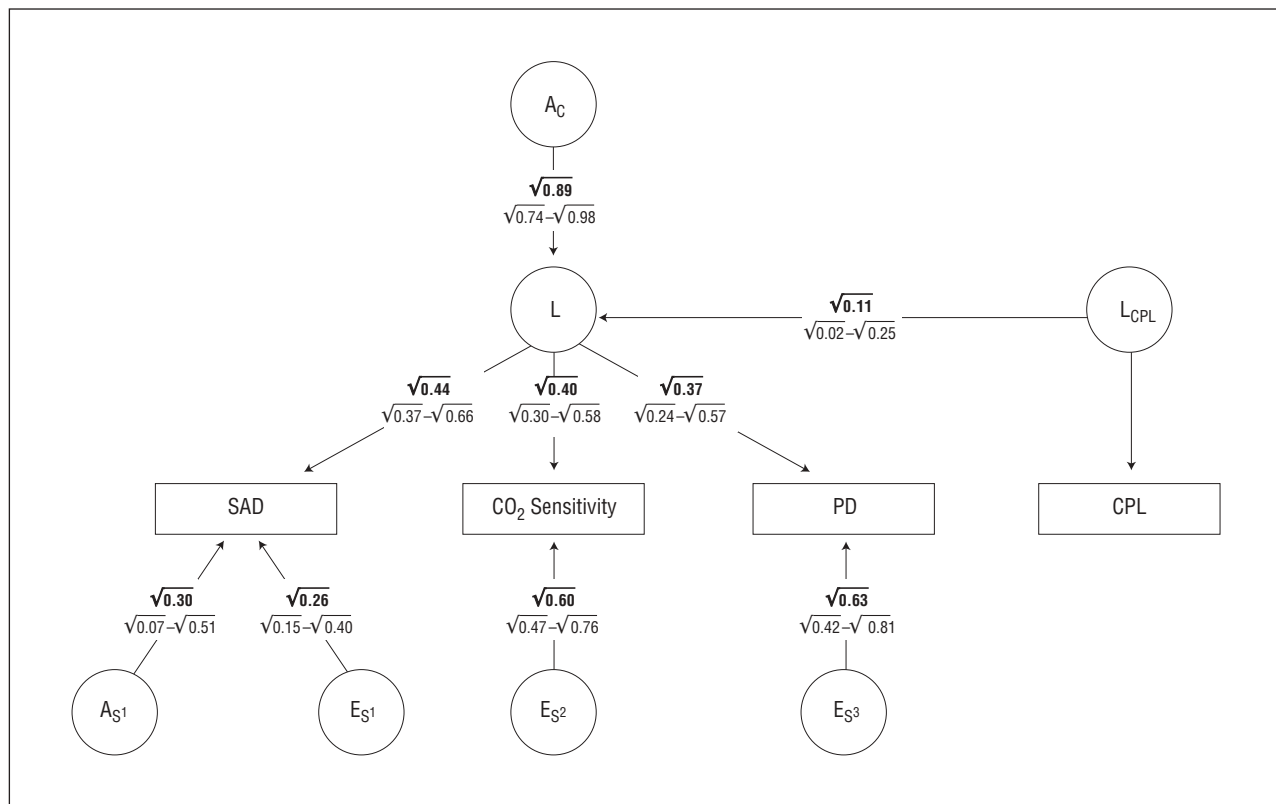 A_C
√0.89
√0.74–√0.98
L
L_CPL
√0.11
√0.02–√0.25
√0.44
√0.37–√0.66
√0.40
√0.30–√0.58
√0.37
√0.24–√0.57
SAD
CO₂ Sensitivity
PD
CPL
√0.30
√0.07–√0.51
√0.26
√0.15–√0.40
√0.60
√0.47–√0.76
√0.63
√0.42–√0.81
A_S1
E_S1
E_S2
E_S3